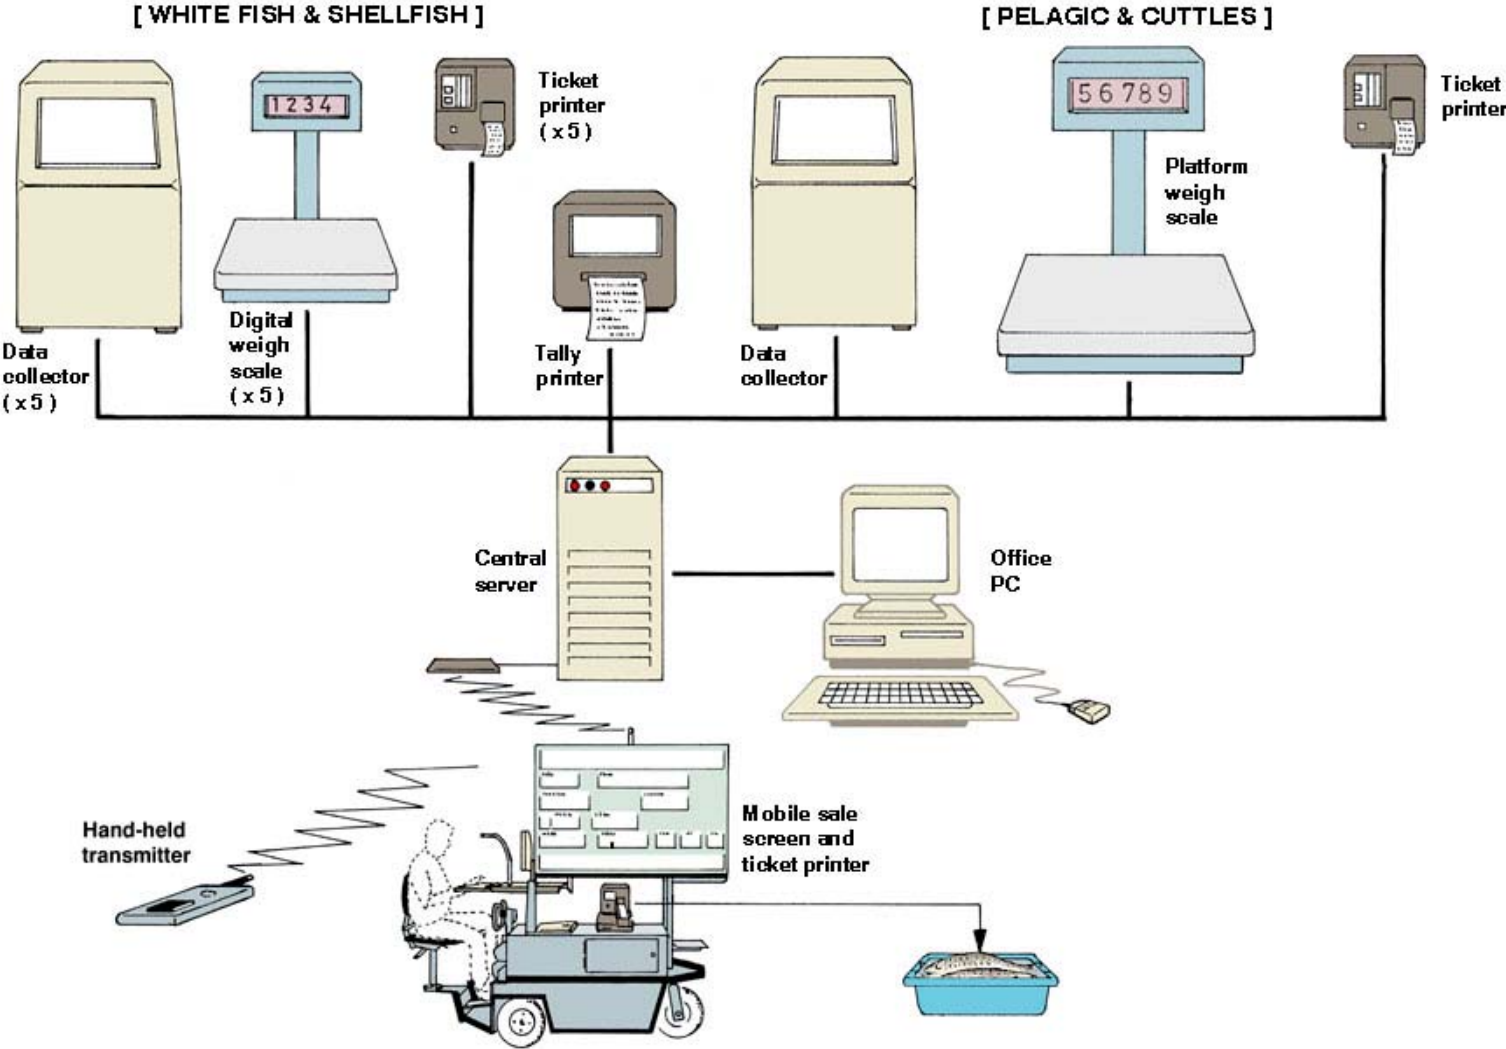 [ WHITE FISH & SHELLFISH ]
[ PELAGIC & CUTTLES ]
Ticket
printer
( x 5 )
Ticket
printer
1234
56789
Platform
weigh
scale
Digital
weigh
scale
( x 5 )
Data
collector
( x 5 )
Tally
printer
Data
collector
Central
server
Office
PC
Mobile sale
screen and
ticket printer
Hand-held
transmitter